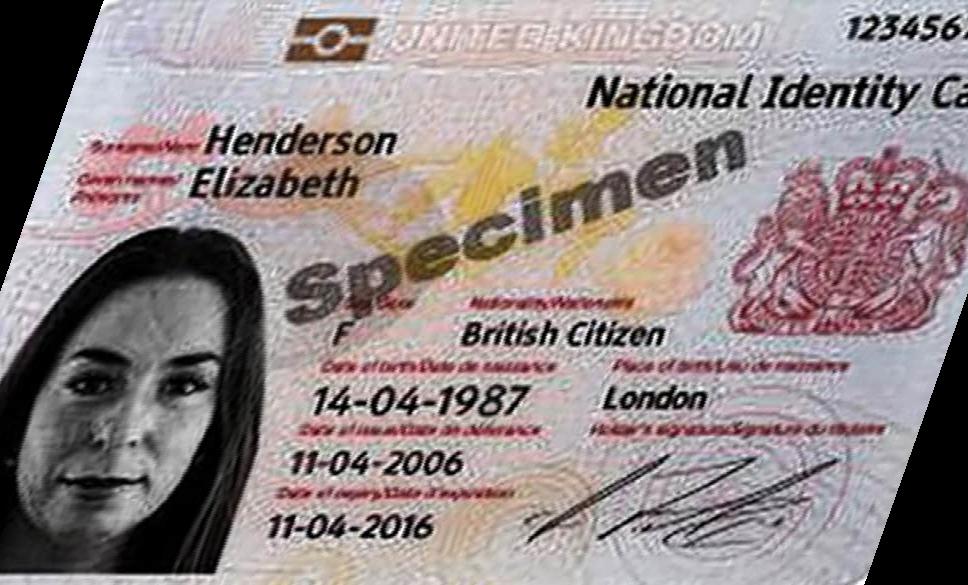 UNITED KINGDOM
1234567
National Identity Ca
Surname/Nom Henderson
Given names/ Elizabeth
Prénoms
Specimen
Sex/Sexe Nationality/Nationalité
F British Citizen
Date of birth/Date de naissance Place of birth/Lieu de naissance
14-04-1987 London
Date of issue/Date de délivrance Holder's signature/Signature du titulaire
11-04-2006
Date of expiry/Date d'expiration
11-04-2016